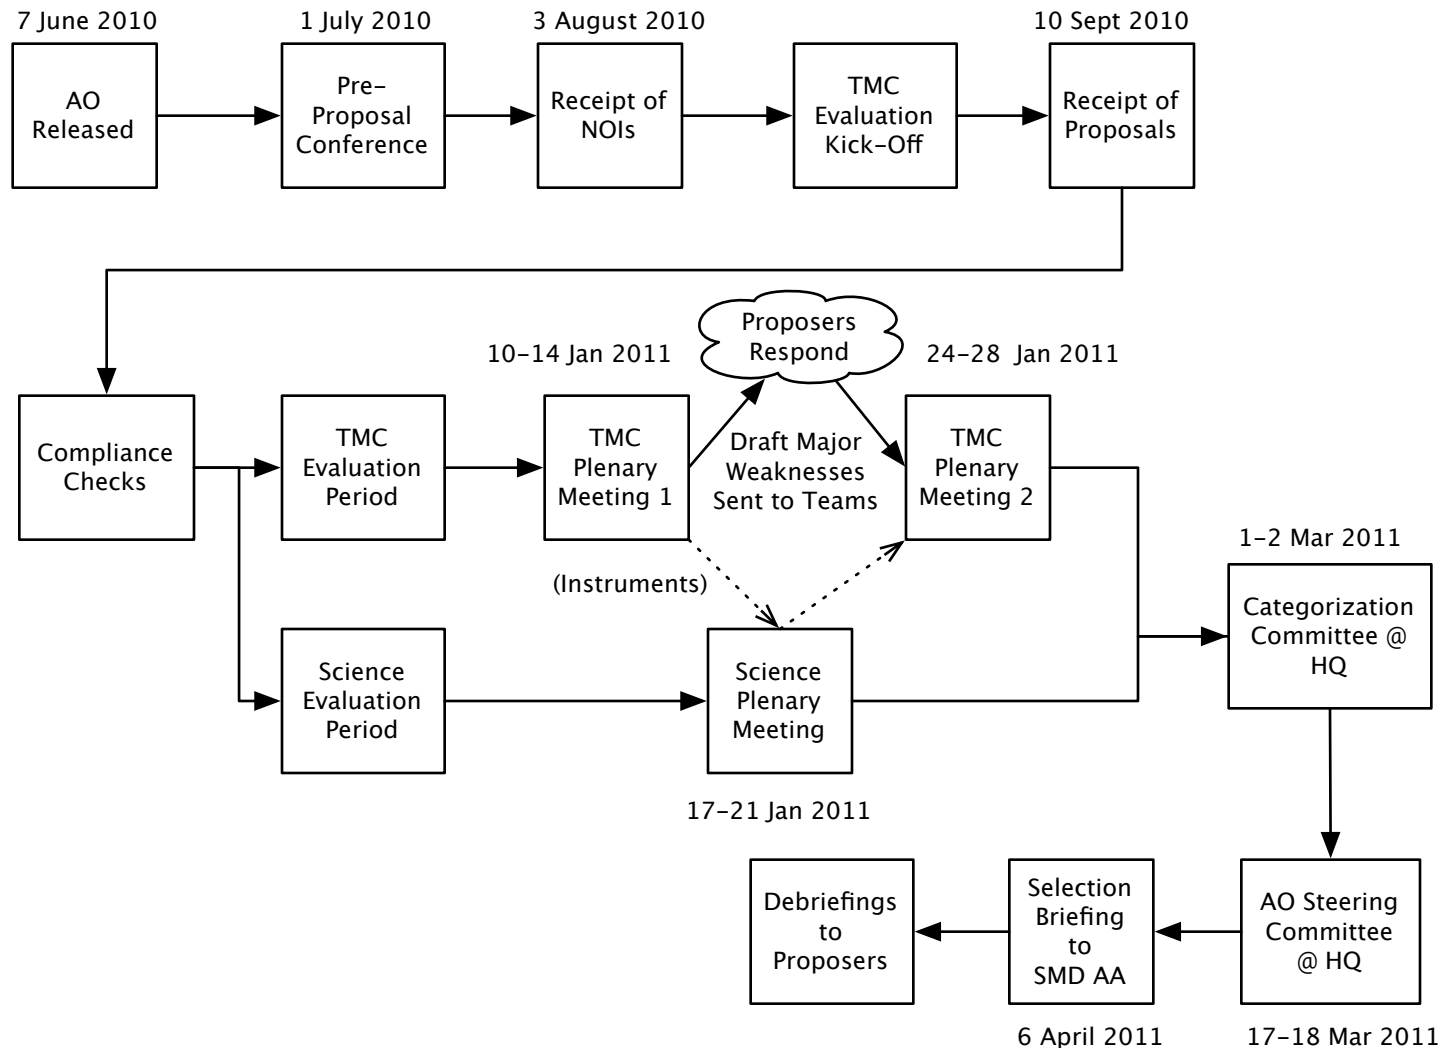 7 June 2010
1 July 2010
3 August 2010
10 Sept 2010
AO
Released
Pre–
Proposal
Conference
Receipt of
NOIs
TMC
Evaluation
Kick–Off
Receipt of
Proposals
Proposers
Respond
10–14 Jan 2011
24–28 Jan 2011
Compliance
Checks
TMC
Evaluation
Period
TMC
Plenary
Meeting 1
Draft Major
Weaknesses
Sent to Teams
TMC
Plenary
Meeting 2
(Instruments)
1–2 Mar 2011
Categorization
Committee @
HQ
Science
Evaluation
Period
Science
Plenary
Meeting
17–21 Jan 2011
Debriefings
to
Proposers
Selection
Briefing
to
SMD AA
AO Steering
Committee
@ HQ
6 April 2011
17–18 Mar 2011